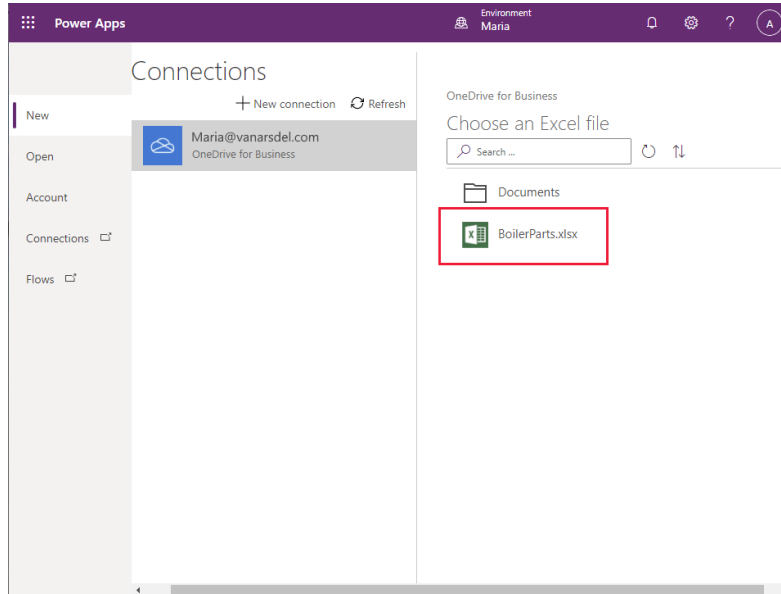 Power Apps
Environment
Maria
?
A
New
Open
Account
Connections
Flows
Connections
New connection
Refresh
Maria@vanarsdel.com
OneDrive for Business
OneDrive for Business
Choose an Excel file
Search ...
Documents
BoilerParts.xlsx